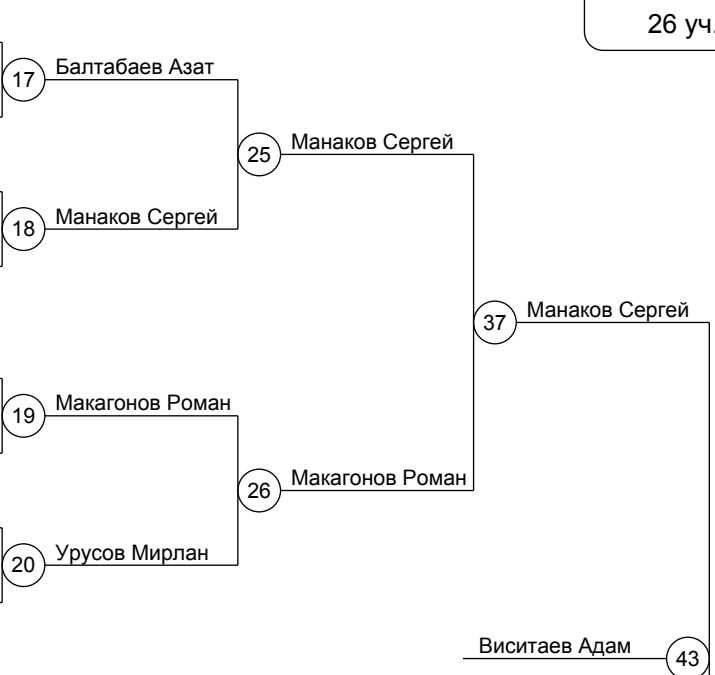 26 уч.
17 Балтабаев Азат
25 Манаков Сергей
18 Манаков Сергей
37 Манаков Сергей
19 Макагонов Роман
26 Макагонов Роман
20 Урусов Мирлан
Виситаев Адам 43